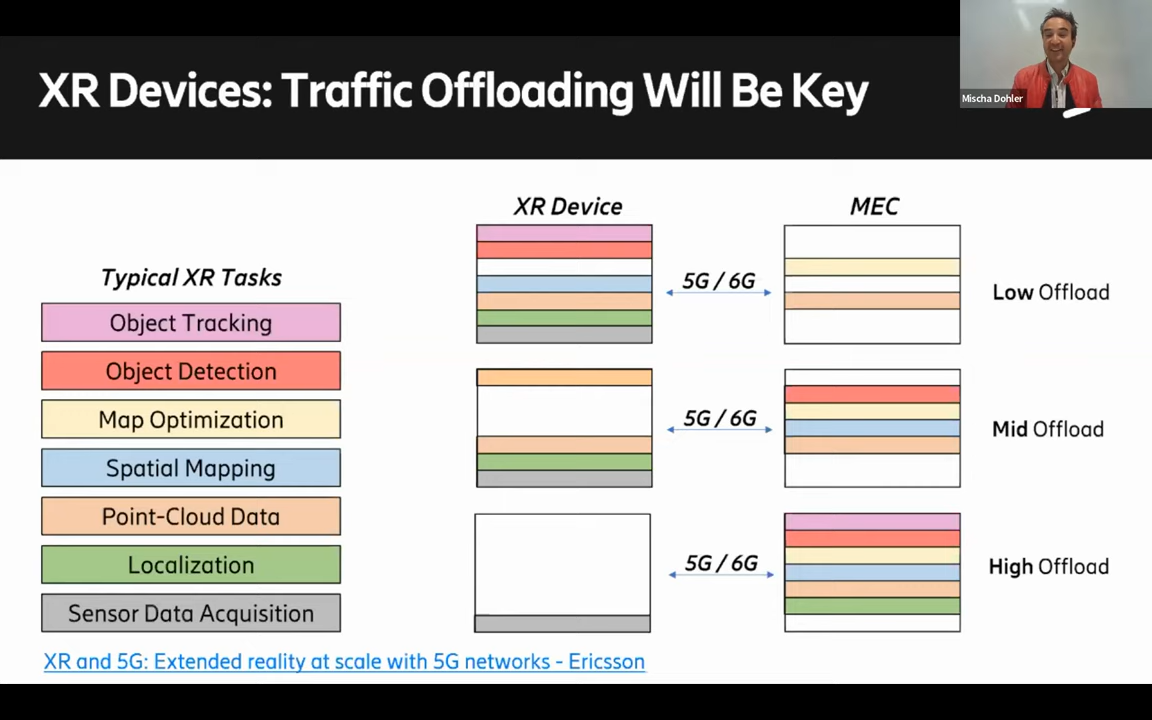 XR Devices: Traffic Offloading Will Be Key
Mischa Dohler
XR Device
MEC
Typical XR Tasks
Object Tracking
Object Detection
Map Optimization
Spatial Mapping
Point-Cloud Data
Localization
Sensor Data Acquisition
5G / 6G
Low Offload
5G / 6G
Mid Offload
5G / 6G
High Offload
XR and 5G: Extended reality at scale with 5G networks - Ericsson